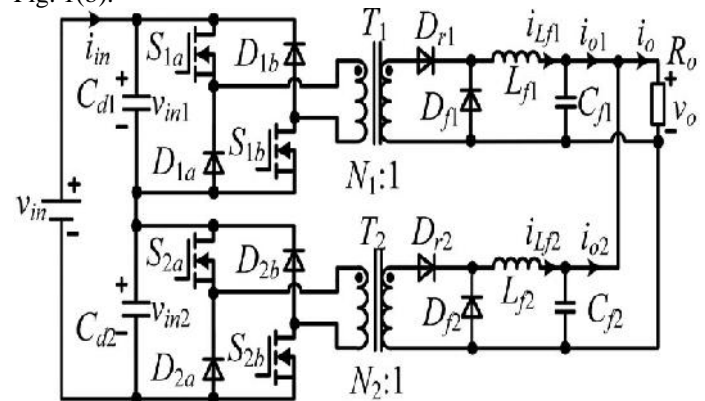 Fig. 1(b).
i_in
S_1a
D_1b
T_1
D_r1
i_Lf1
i_o1
i_o
R_o
+
C_d1
+
v_in1
-
L_f1
D_f1
C_f1
+
v_o
-
D_1a
S_1b
N_1:1
v_in
+
-
S_2a
D_2b
T_2
D_r2
i_Lf2
i_o2
+
C_d2
v_in2
-
L_f2
D_f2
C_f2
D_2a
S_2b
N_2:1